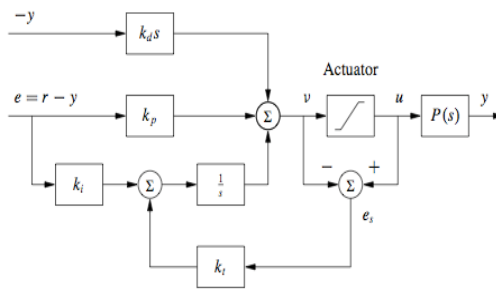 −y
k_d s
Actuator
e = r − y
k_p
Σ
v
u
P(s)
y
k_i
Σ
1/s
− Σ +
e_s
k_t